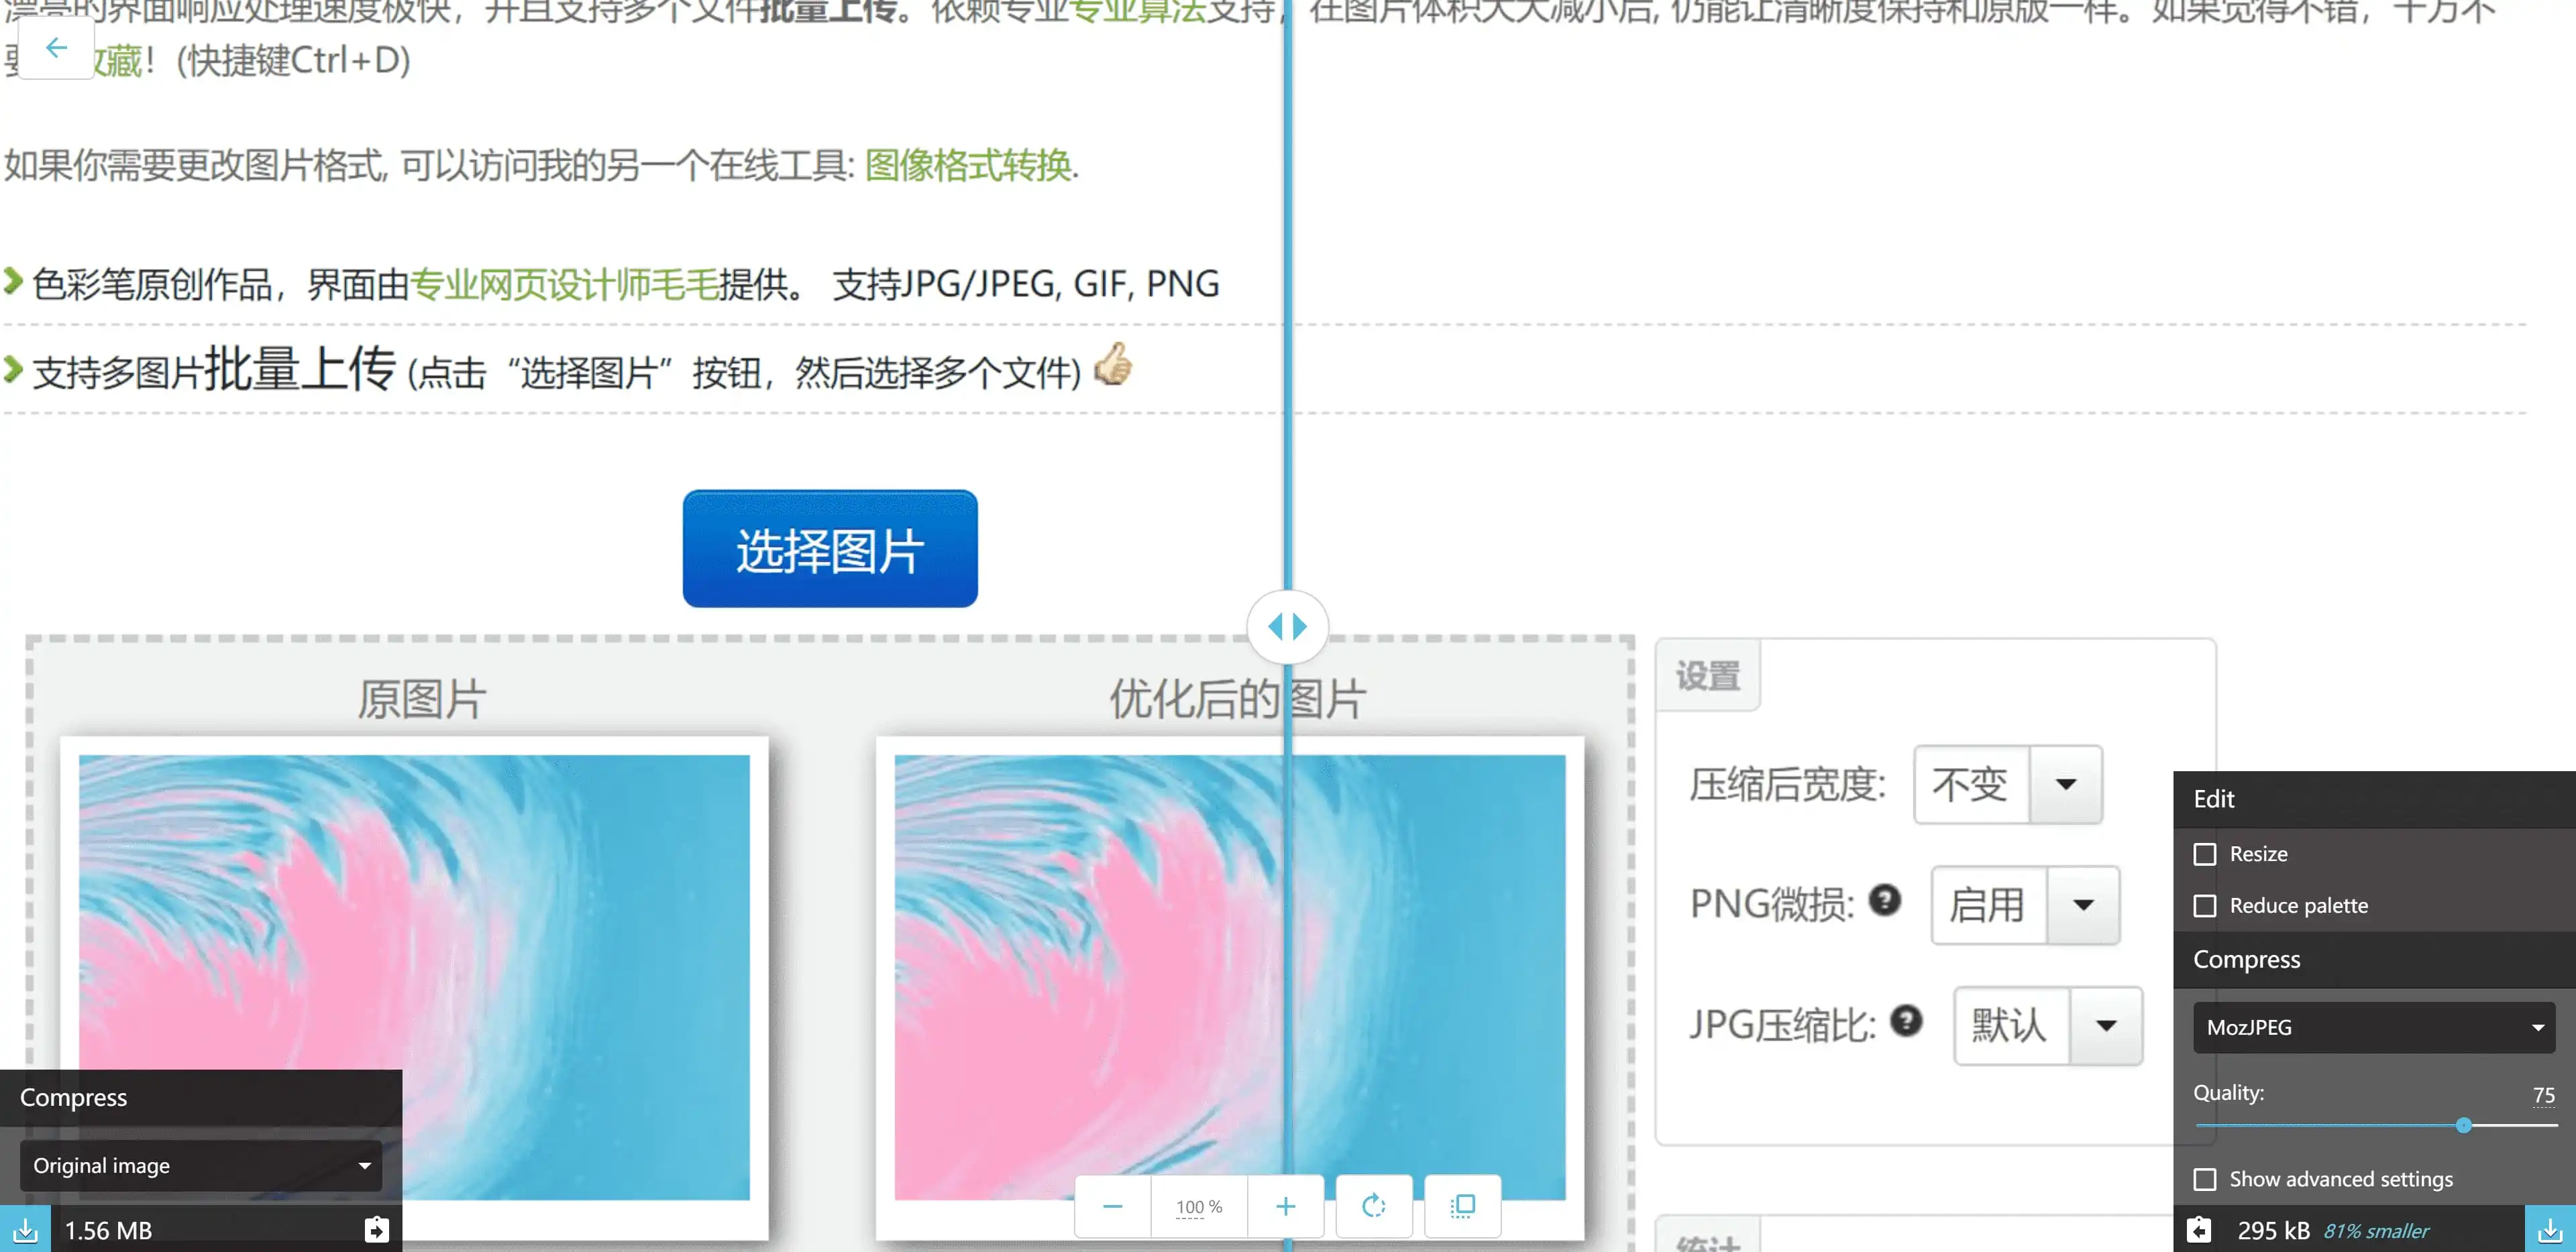 漂亮的界面响应处理速度极快，并且支持多个文件批量上传。依赖专业专业算法支持，在图片体积大大减小后, 仍能让清晰度保持和原版一样。如果觉得不错，千万不
要收藏！(快捷键Ctrl+D)
如果你需要更改图片格式, 可以访问我的另一个在线工具: 图像格式转换.
色彩笔原创作品，界面由专业网页设计师毛毛提供。 支持JPG/JPEG, GIF, PNG
支持多图片批量上传 (点击“选择图片”按钮，然后选择多个文件)
选择图片
原图片
优化后的图片
设置
压缩后宽度: 不变
PNG微损: ? 启用
JPG压缩比: ? 默认
统计
Compress
Original image
1.56 MB
100 %
Edit
Resize
Reduce palette
Compress
MozJPEG
Quality: 75
Show advanced settings
295 kB 81% smaller